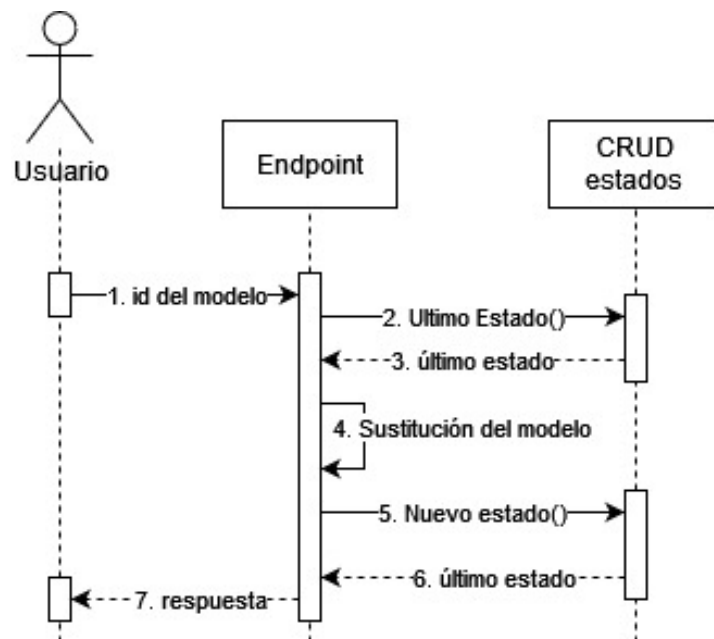 Usuario
Endpoint
CRUD
estados
1. id del modelo
2. Ultimo Estado()
3. último estado
4. Sustitución del modelo
5. Nuevo estado()
6. último estado
7. respuesta